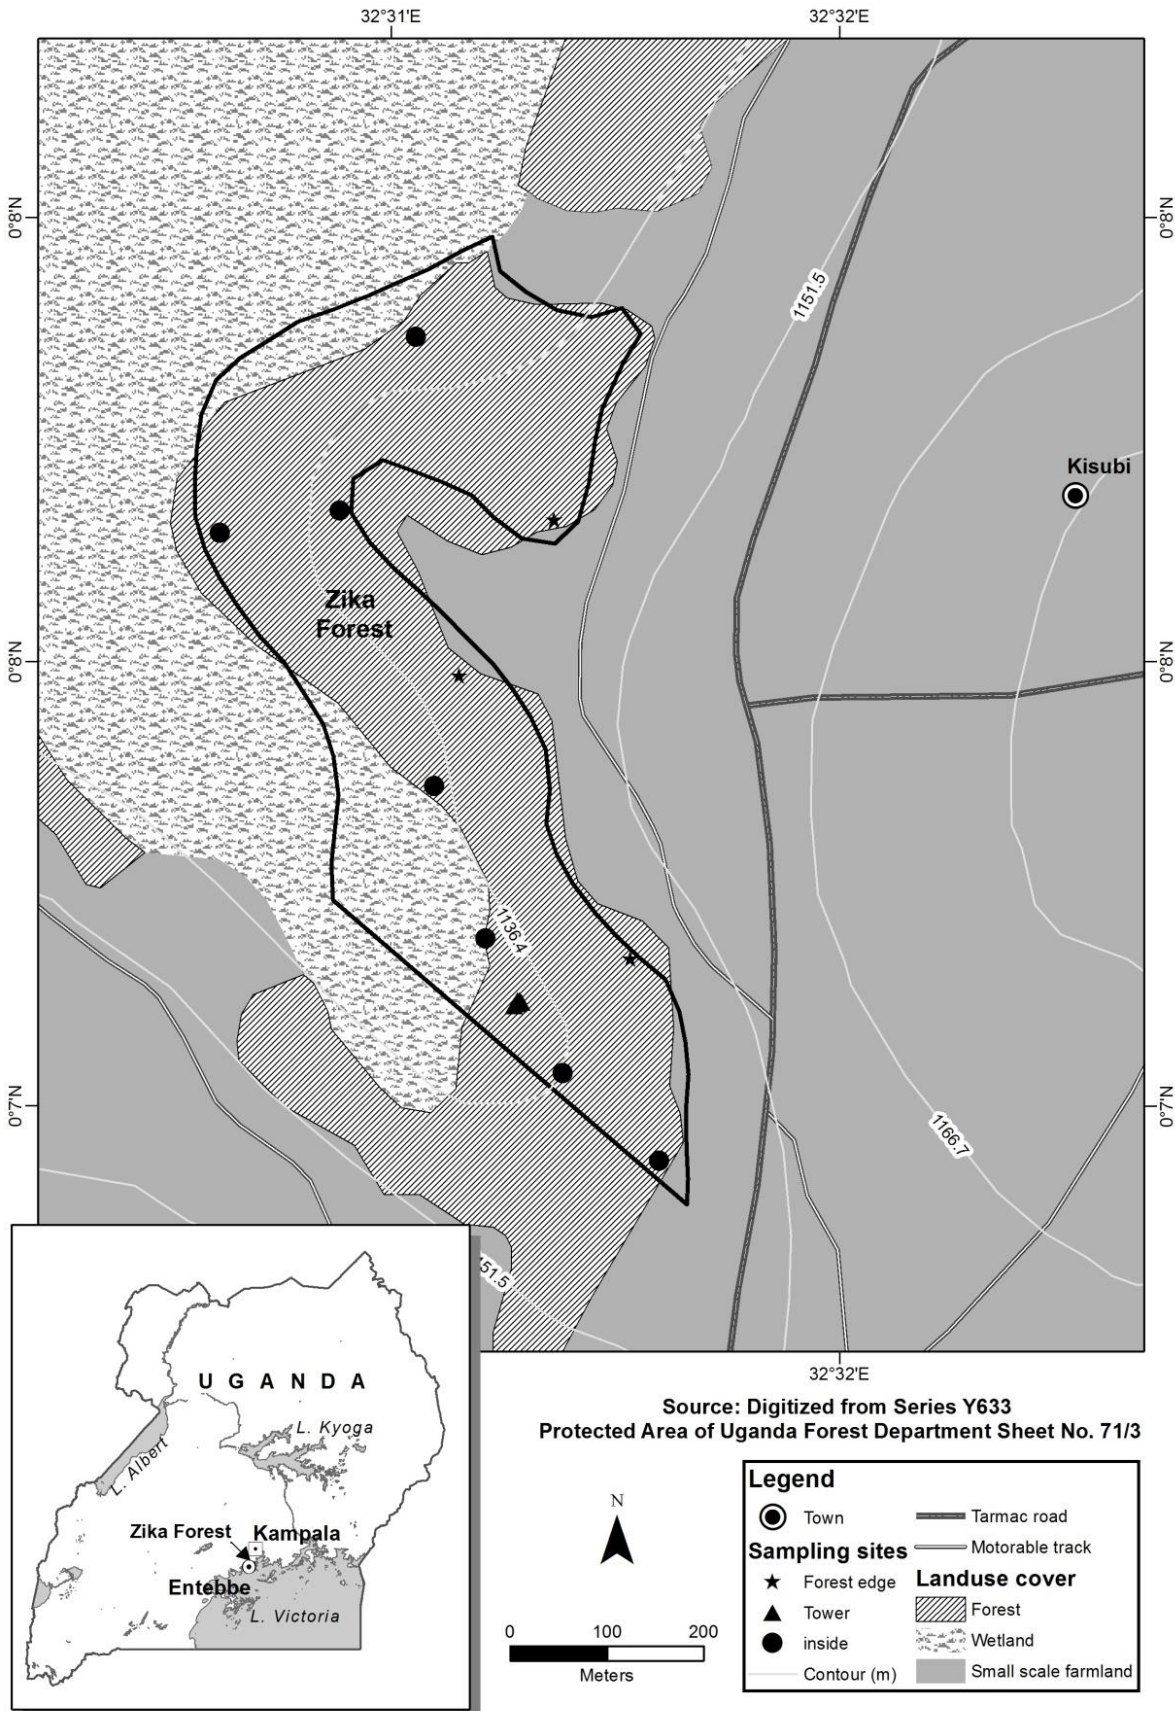 32°31'E
32°32'E
0°8'N
0°8'N
1151.5
Kisubi
Zika
Forest
0°8'N
0°8'N
1136.4
0°7'N
0°7'N
1166.7
151.5
32°32'E
U G A N D A
L. Kyoga
L. Albert
Zika Forest
Kampala
Entebbe
L. Victoria
Source: Digitized from Series Y633
Protected Area of Uganda Forest Department Sheet No. 71/3
N
0 100 200
Meters
Legend
Town
Sampling sites
Forest edge
Tower
inside
Contour (m)
Tarmac road
Motorable track
Landuse cover
Forest
Wetland
Small scale farmland